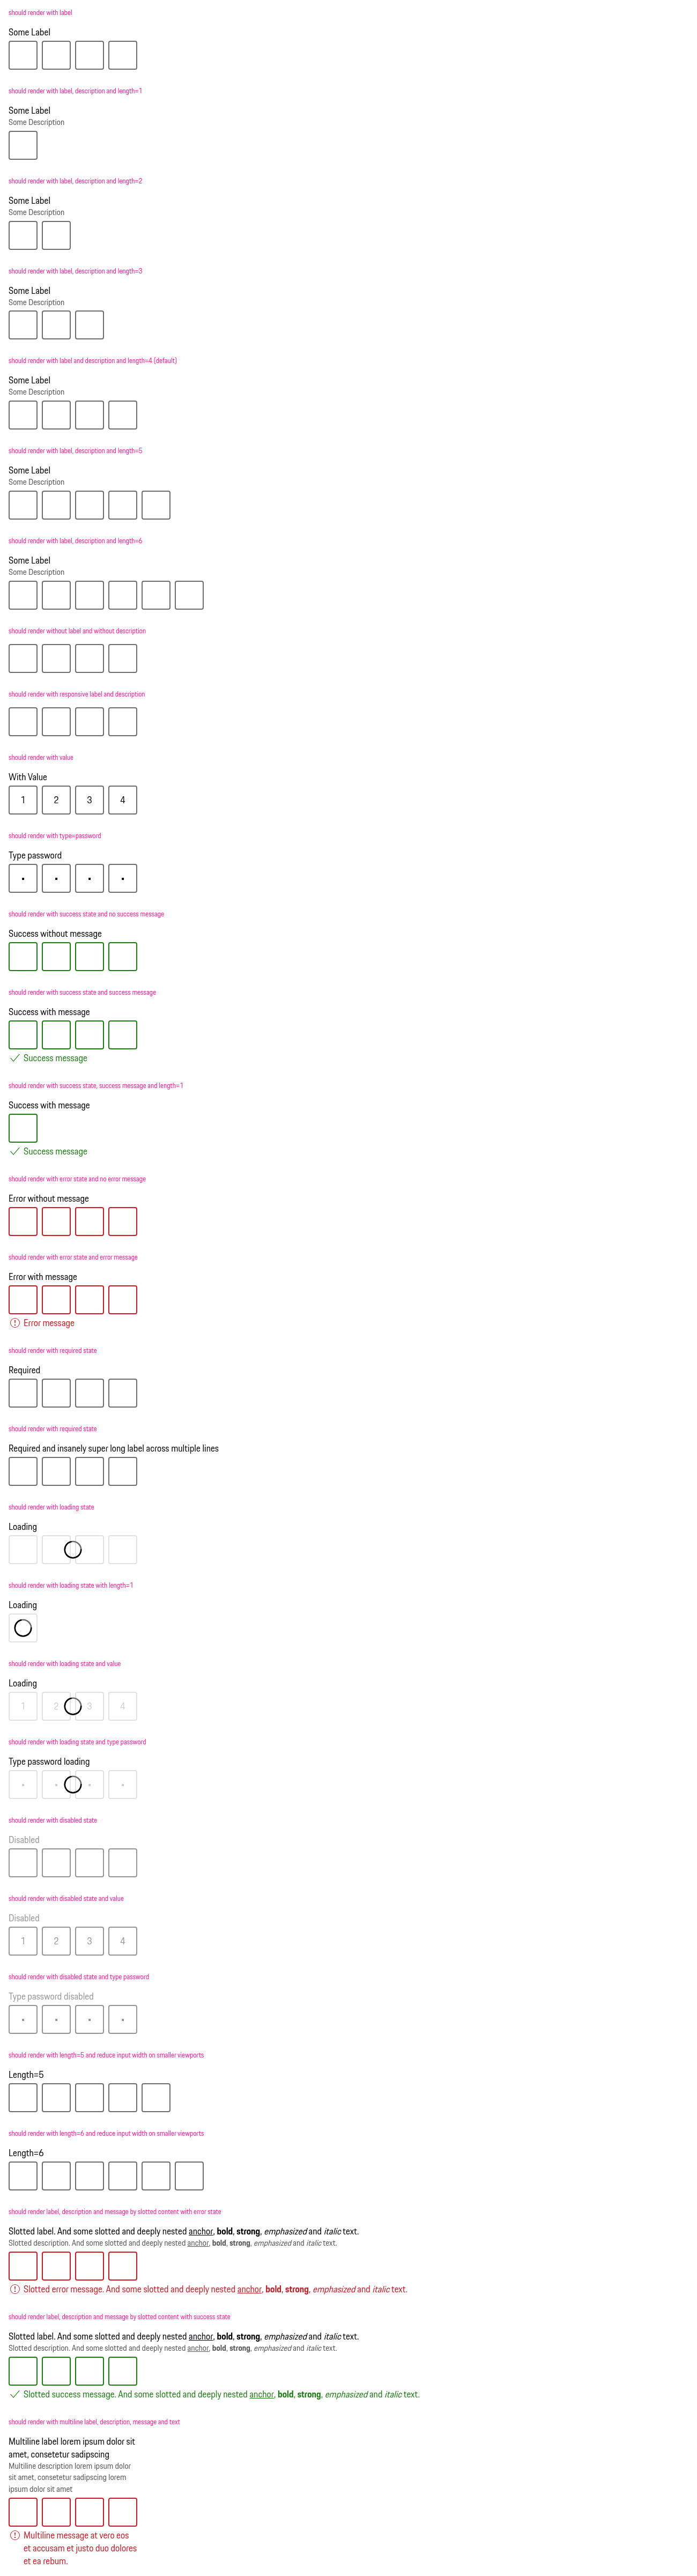 should render with label
Some Label
should render with label, description and length=1
Some Label
Some Description
should render with label, description and length=2
Some Label
Some Description
should render with label, description and length=3
Some Label
Some Description
should render with label and description and length=4 (default)
Some Label
Some Description
should render with label, description and length=5
Some Label
Some Description
should render with label, description and length=6
Some Label
Some Description
should render without label and without description
should render with responsive label and description
should render with value
With Value
1 2 3 4
should render with type=password
Type password
• • • •
should render with success state and no success message
Success without message
should render with success state and success message
Success with message
Success message
should render with success state, success message and length=1
Success with message
Success message
should render with error state and no error message
Error without message
should render with error state and error message
Error with message
Error message
should render with required state
Required
should render with required state
Required and insanely super long label across multiple lines
should render with loading state
Loading
should render with loading state with length=1
Loading
should render with loading state and value
Loading
1 2 3 4
should render with loading state and type password
Type password loading
• • • •
should render with disabled state
Disabled
should render with disabled state and value
Disabled
1 2 3 4
should render with disabled state and type password
Type password disabled
• • • •
should render with length=5 and reduce input width on smaller viewports
Length=5
should render with length=6 and reduce input width on smaller viewports
Length=6
should render label, description and message by slotted content with error state
Slotted label. And some slotted and deeply nested anchor, bold, strong, emphasized and italic text.
Slotted description. And some slotted and deeply nested anchor, bold, strong, emphasized and italic text.
Slotted error message. And some slotted and deeply nested anchor, bold, strong, emphasized and italic text.
should render label, description and message by slotted content with success state
Slotted label. And some slotted and deeply nested anchor, bold, strong, emphasized and italic text.
Slotted description. And some slotted and deeply nested anchor, bold, strong, emphasized and italic text.
Slotted success message. And some slotted and deeply nested anchor, bold, strong, emphasized and italic text.
should render with multiline label, description, message and text
Multiline label lorem ipsum dolor sit
amet, consetetur sadipscing
Multiline description lorem ipsum dolor
sit amet, consetetur sadipscing lorem
ipsum dolor sit amet
Multiline message at vero eos
et accusam et justo duo dolores
et ea rebum.